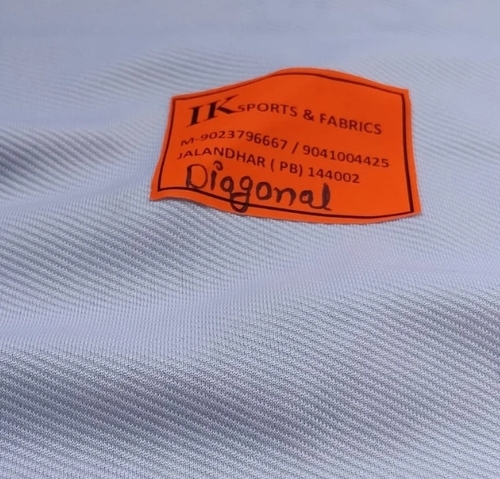 IK SPORTS & FABRICS
M-9023796667 / 9041004425
JALANDHAR ( PB) 144002
Diagonal